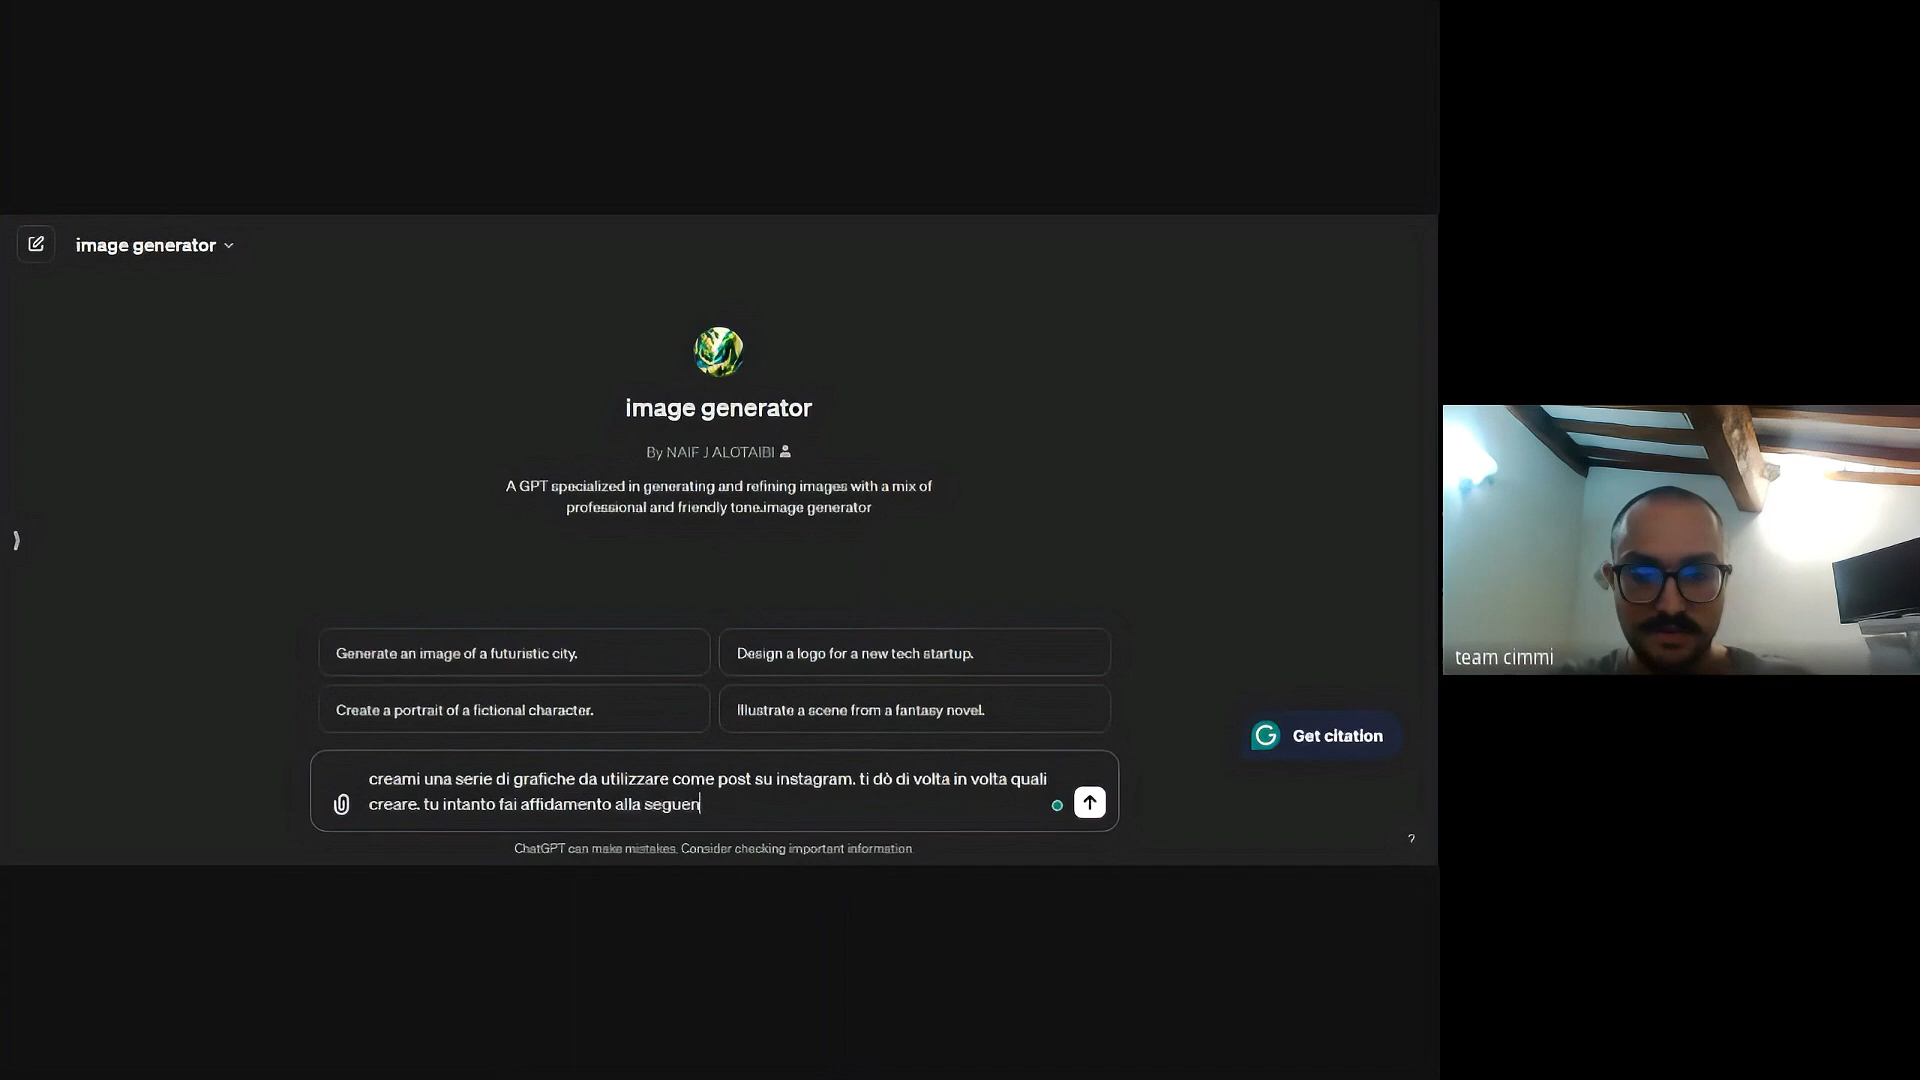 image generator
image generator
By NAIF J ALOTAIBI
A GPT specialized in generating and refining images with a mix of
professional and friendly tone.image generator
Generate an image of a futuristic city.
Design a logo for a new tech startup.
Create a portrait of a fictional character.
Illustrate a scene from a fantasy novel.
Get citation
creami una serie di grafiche da utilizzare come post su instagram. ti dò di volta in volta quali
creare. tu intanto fai affidamento alla seguen
ChatGPT can make mistakes. Consider checking important information.
?
team cimmi